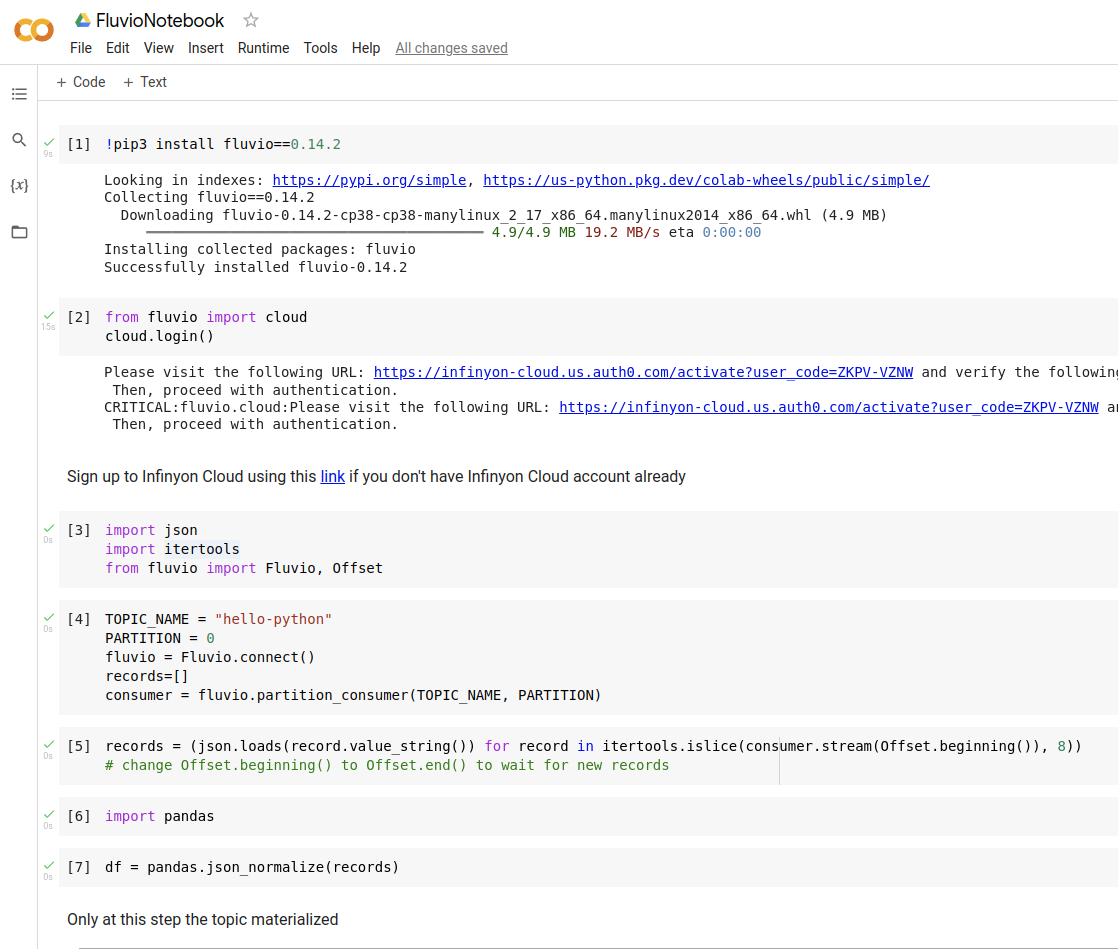 FluvioNotebook
File Edit View Insert Runtime Tools Help All changes saved
+ Code + Text
[1] !pip3 install fluvio==0.14.2
9s
Looking in indexes: https://pypi.org/simple, https://us-python.pkg.dev/colab-wheels/public/simple/
Collecting fluvio==0.14.2
Downloading fluvio-0.14.2-cp38-cp38-manylinux_2_17_x86_64.manylinux2014_x86_64.whl (4.9 MB)
4.9/4.9 MB 19.2 MB/s eta 0:00:00
Installing collected packages: fluvio
Successfully installed fluvio-0.14.2
[2] from fluvio import cloud
15s
cloud.login()
Please visit the following URL: https://infinyon-cloud.us.auth0.com/activate?user_code=ZKPV-VZNW and verify the following
Then, proceed with authentication.
CRITICAL:fluvio.cloud:Please visit the following URL: https://infinyon-cloud.us.auth0.com/activate?user_code=ZKPV-VZNW
Then, proceed with authentication.
Sign up to Infinyon Cloud using this link if you don't have Infinyon Cloud account already
[3] import json
0s
import itertools
from fluvio import Fluvio, Offset
[4] TOPIC_NAME = "hello-python"
0s
PARTITION = 0
fluvio = Fluvio.connect()
records=[]
consumer = fluvio.partition_consumer(TOPIC_NAME, PARTITION)
[5] records = (json.loads(record.value_string()) for record in itertools.islice(consumer.stream(Offset.beginning()), 8))
0s
# change Offset.beginning() to Offset.end() to wait for new records
[6] import pandas
0s
[7] df = pandas.json_normalize(records)
0s
Only at this step the topic materialized